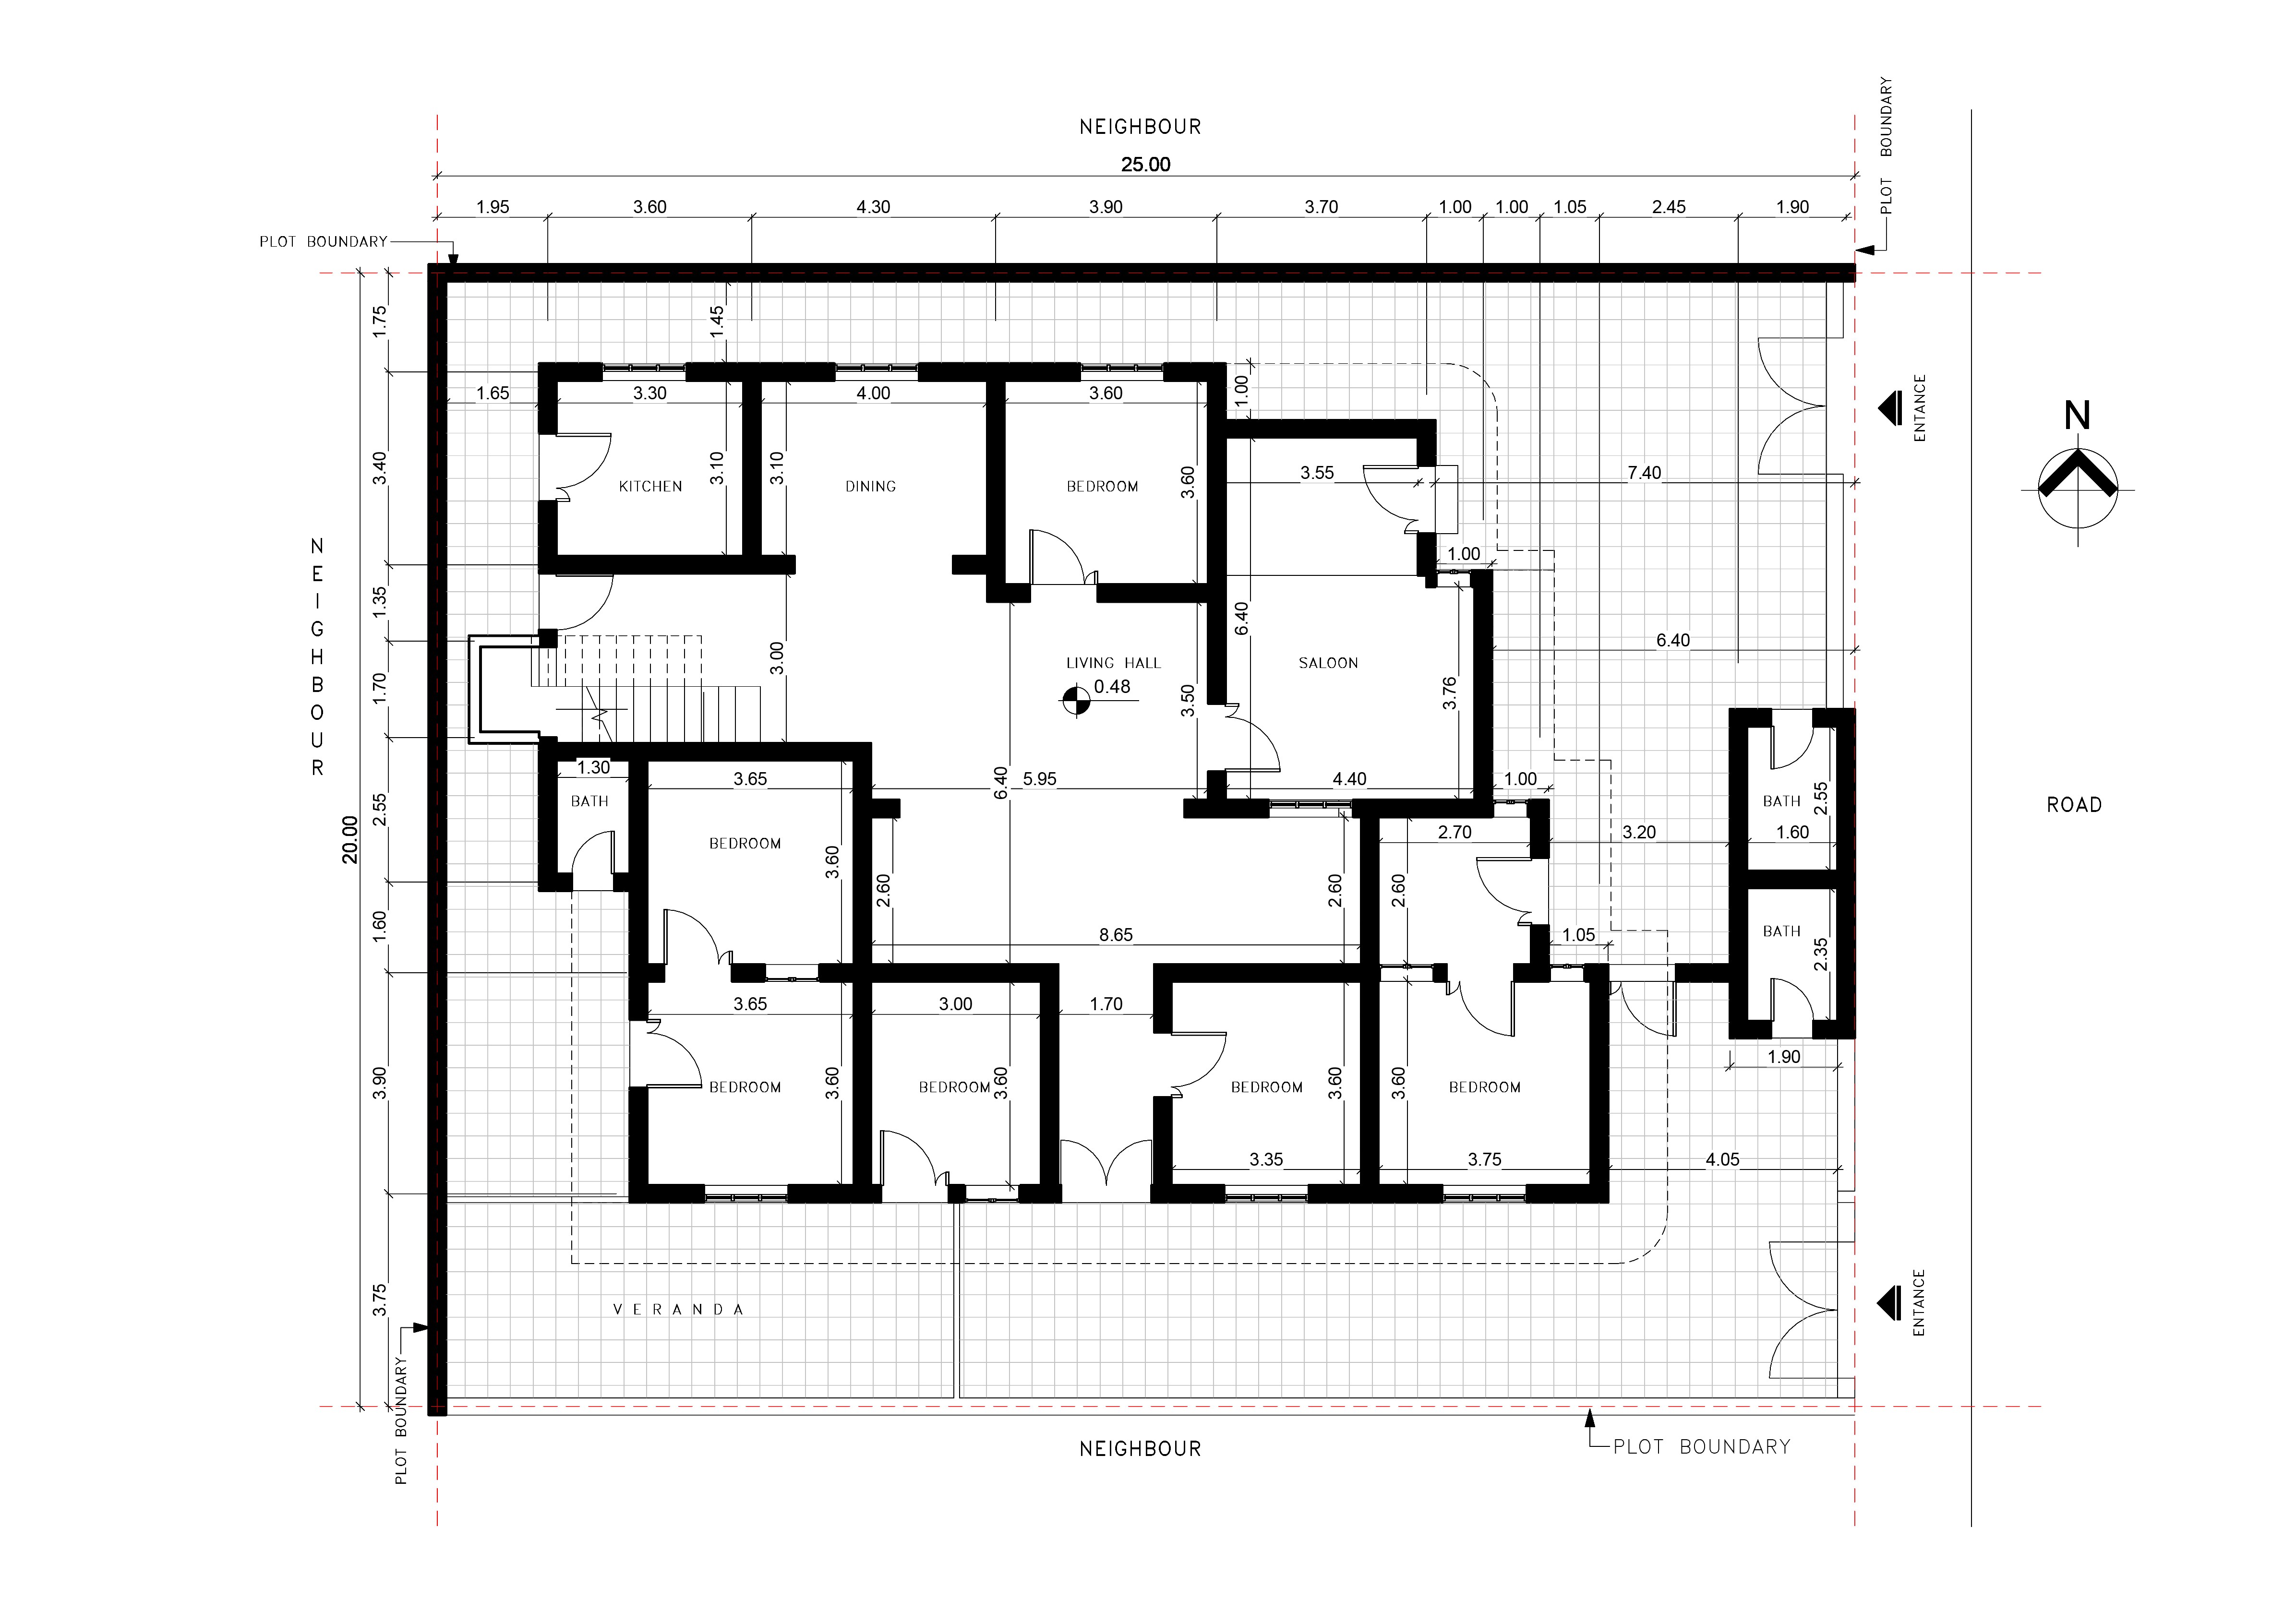 PLOT BOUNDARY
NEIGHBOUR
25.00
1.95 3.60 4.30 3.90 3.70 1.00 1.00 1.05 2.45 1.90
PLOT BOUNDARY
1.75
1.45
1.65 3.30 4.00 3.60 1.00
ENTANCE
N
3.40 3.10 3.10 3.60
3.55 7.40
KITCHEN DINING BEDROOM
1.00
NEIGHBOUR
1.35
3.00
6.40
6.40
LIVING HALL SALOON
0.48
1.70
3.50
3.76
1.30 3.65 6.40 5.95 4.40 1.00
BATH BATH
2.55
2.55
ROAD
20.00
2.70 3.20 1.60
BEDROOM
3.60
2.60 2.60 2.60
1.60
8.65 1.05
BATH
2.35
3.65 3.00 1.70
1.90
3.90
BEDROOM BEDROOM BEDROOM BEDROOM
3.60 3.60 3.60 3.60
3.35 3.75 4.05
3.75
VERANDA
ENTANCE
PLOT BOUNDARY
NEIGHBOUR
PLOT BOUNDARY